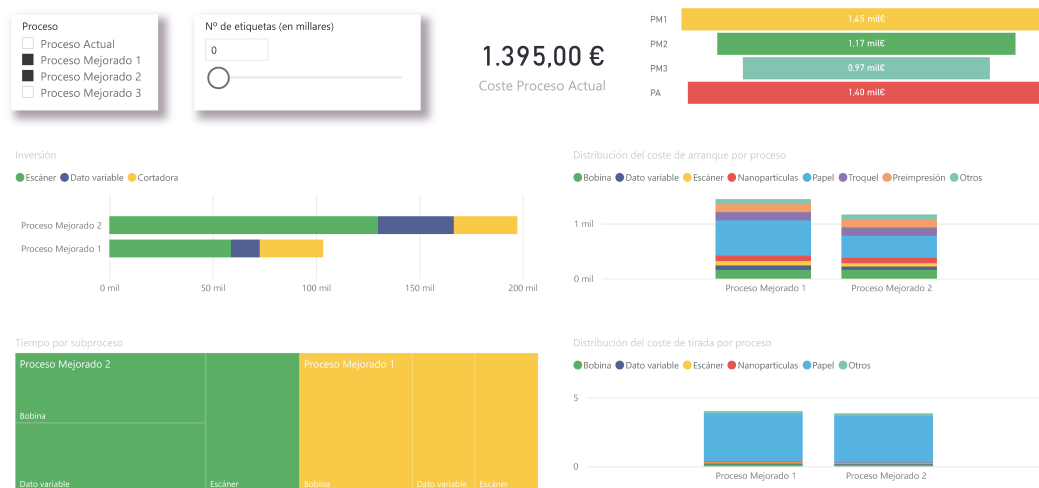 Proceso
Proceso Actual
Proceso Mejorado 1
Proceso Mejorado 2
Proceso Mejorado 3
Nº de etiquetas (en millares)
0
1.395,00 €
Coste Proceso Actual
PM1 1,45 mil€
PM2 1,17 mil€
PM3 0,97 mil€
PA 1,40 mil€
Inversión
Escáner Dato variable Cortadora
Proceso Mejorado 2
Proceso Mejorado 1
0 mil 50 mil 100 mil 150 mil 200 mil
Distribución del coste de arranque por proceso
Bobina Dato variable Escáner Nanoparticulas Papel Troquel Preimpresión Otros
1 mil
0 mil
Proceso Mejorado 1 Proceso Mejorado 2
Tiempo por subproceso
Proceso Mejorado 2 Proceso Mejorado 1
Bobina
Dato variable Escáner Bobina Dato variable Escáner
Distribución del coste de tirada por proceso
Bobina Dato variable Escáner Nanoparticulas Papel Otros
5
0
Proceso Mejorado 1 Proceso Mejorado 2